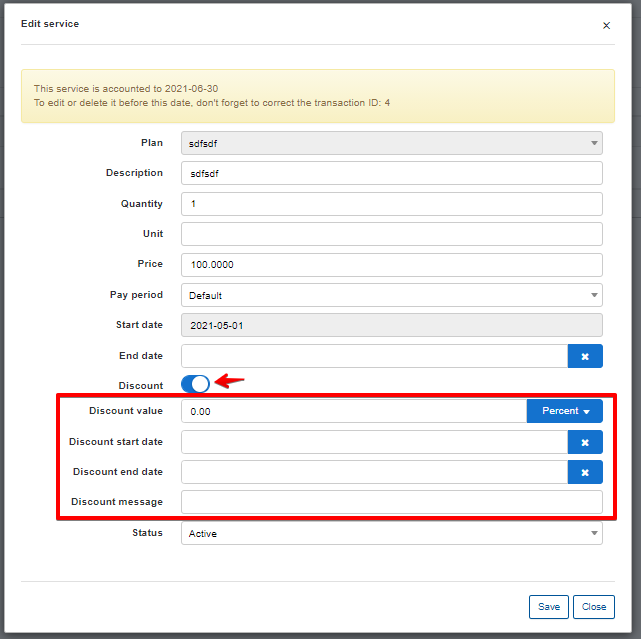 Edit service ×
This service is accounted to 2021-06-30
To edit or delete it before this date, don't forget to correct the transaction ID: 4
Plan sdfsdf
Description sdfsdf
Quantity 1
Unit
Price 100.0000
Pay period Default
Start date 2021-05-01
End date
Discount
Discount value 0.00 Percent
Discount start date
Discount end date
Discount message
Status Active
Save Close